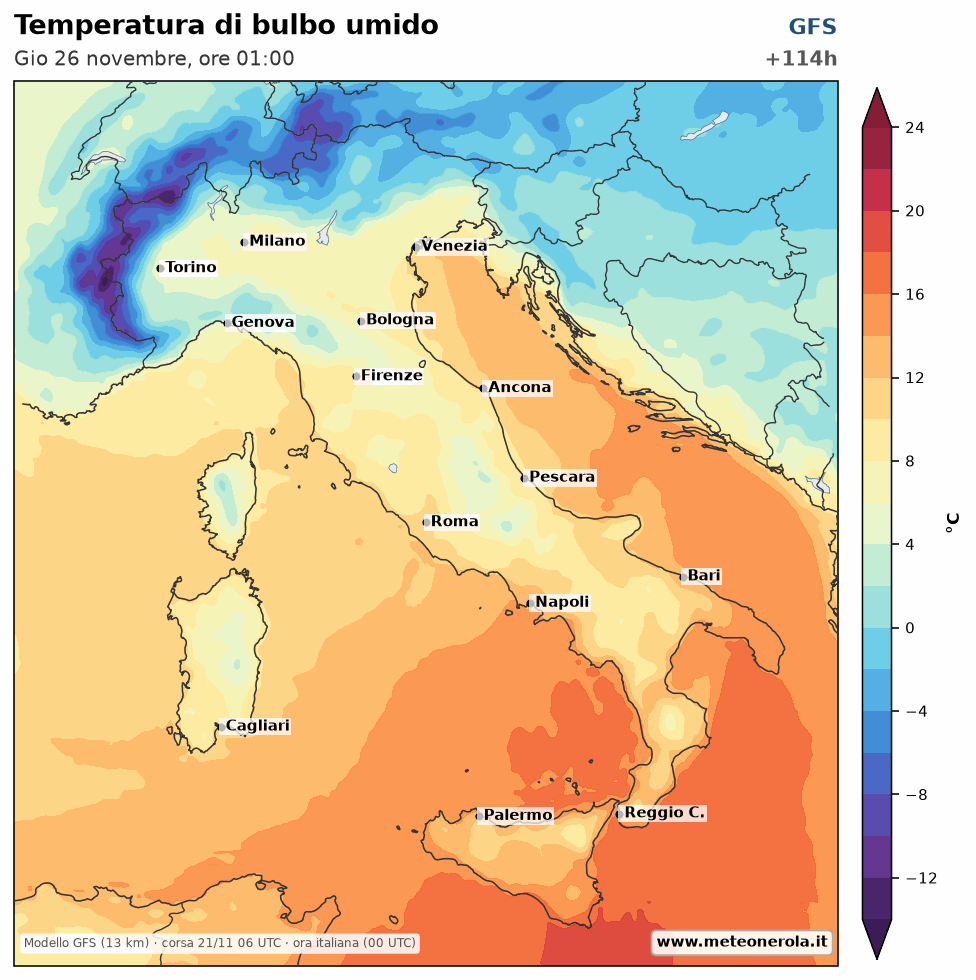 Temperatura di bulbo umido
GFS
Gio 26 novembre, ore 01:00
+114h
Milano
Venezia
Torino
Genova
Bologna
Firenze
Ancona
Pescara
Roma
Bari
Napoli
Cagliari
Palermo
Reggio C.
24
20
16
12
8
4
0
−4
−8
−12
°C
Modello GFS (13 km) · corsa 21/11 06 UTC · ora italiana (00 UTC)
www.meteonerola.it